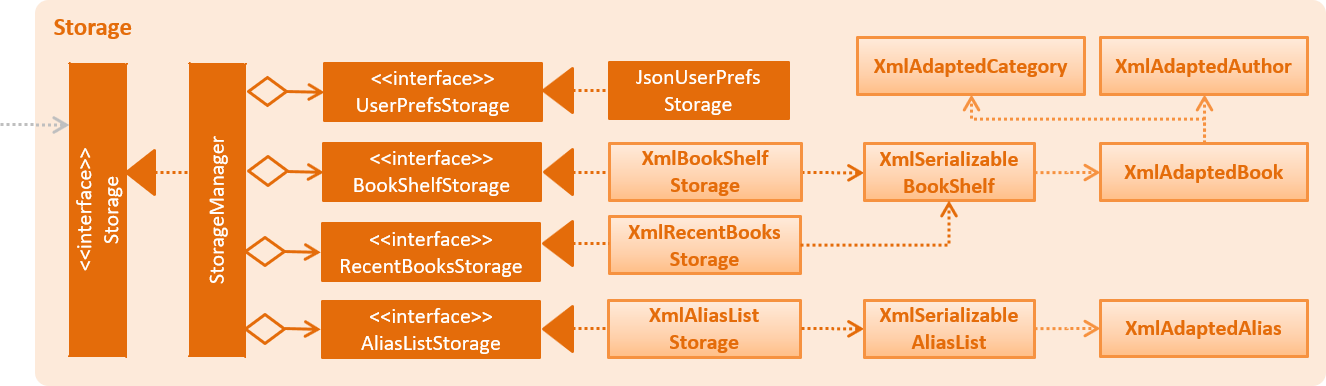 Storage
<<interface>>
Storage
StorageManager
<<interface>>
UserPrefsStorage
JsonUserPrefs
Storage
XmlAdaptedCategory
XmlAdaptedAuthor
<<interface>>
BookShelfStorage
XmlBookShelf
Storage
XmlSerializable
BookShelf
XmlAdaptedBook
<<interface>>
RecentBooksStorage
XmlRecentBooks
Storage
<<interface>>
AliasListStorage
XmlAliasList
Storage
XmlSerializable
AliasList
XmlAdaptedAlias